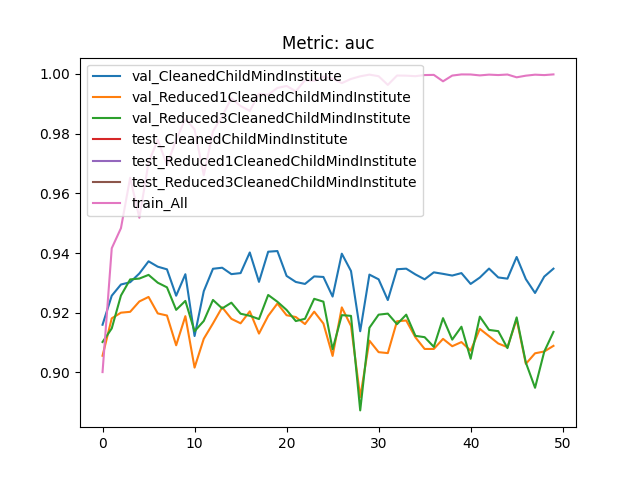 Metric: auc
1.00
0.98
0.96
0.94
0.92
0.90
val_CleanedChildMindInstitute
val_Reduced1CleanedChildMindInstitute
val_Reduced3CleanedChildMindInstitute
test_CleanedChildMindInstitute
test_Reduced1CleanedChildMindInstitute
test_Reduced3CleanedChildMindInstitute
train_All
0
10
20
30
40
50